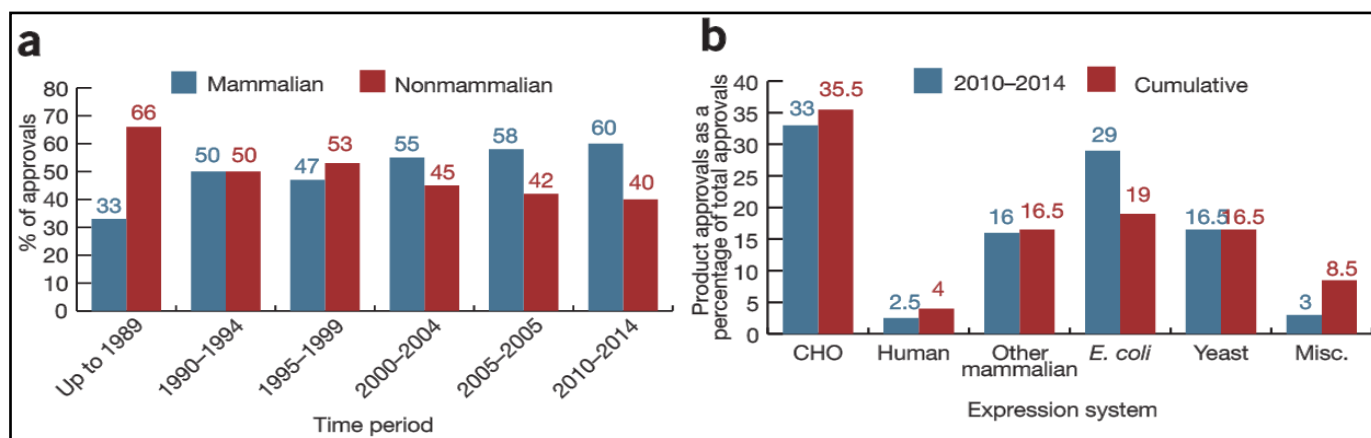 a
Mammalian
Nonmammalian
% of approvals
80
70
60
50
40
30
20
10
0
33
66
50
50
47
53
55
45
58
42
60
40
Up to 1989
1990–1994
1995–1999
2000–2004
2005–2005
2010–2014
Time period
b
2010–2014
Cumulative
Product approvals as a
percentage of total approvals
40
35
30
25
20
15
10
5
0
33
35.5
2.5
4
16
16.5
29
19
16.5
16.5
3
8.5
CHO
Human
Other
mammalian
E. coli
Yeast
Misc.
Expression system